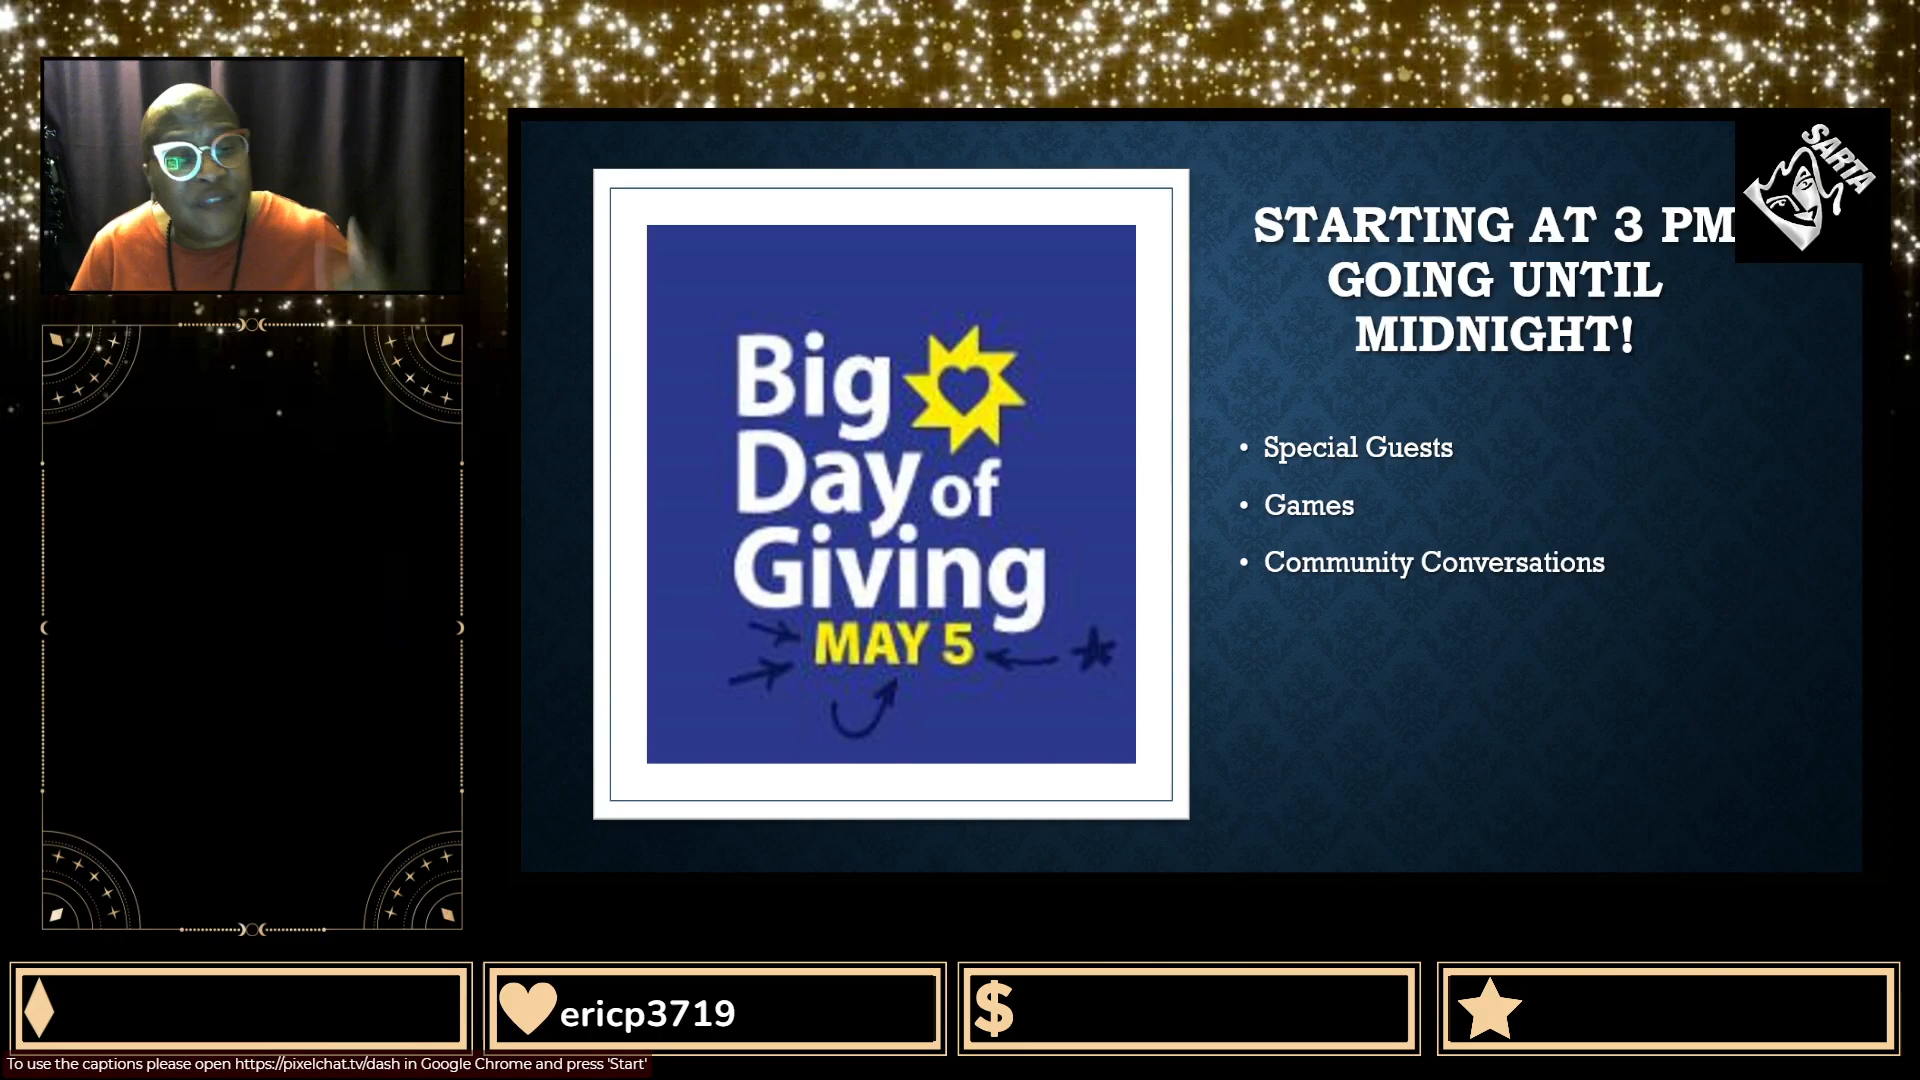 SARTA
STARTING AT 3 PM
GOING UNTIL
MIDNIGHT!
Big
Day of
Giving
MAY 5
• Special Guests
• Games
• Community Conversations
ericp3719
$
To use the captions please open https://pixelchat.tv/dash in Google Chrome and press 'Start'